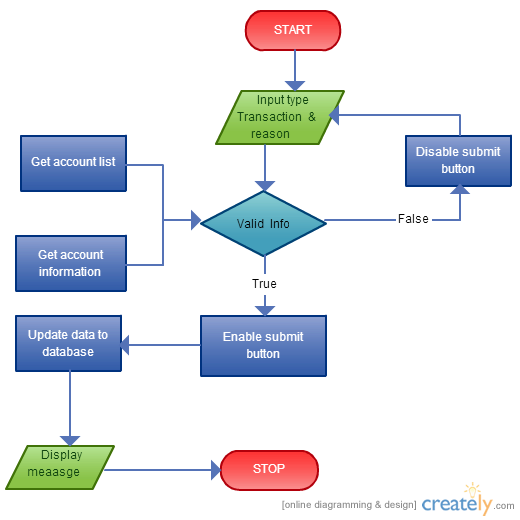 START
Input type
Transaction &
reason
Get account list
Disable submit
button
Valid Info
False
Get account
information
True
Update data to
database
Enable submit
button
Display
meaasge
STOP
[online diagramming & design] creately.com